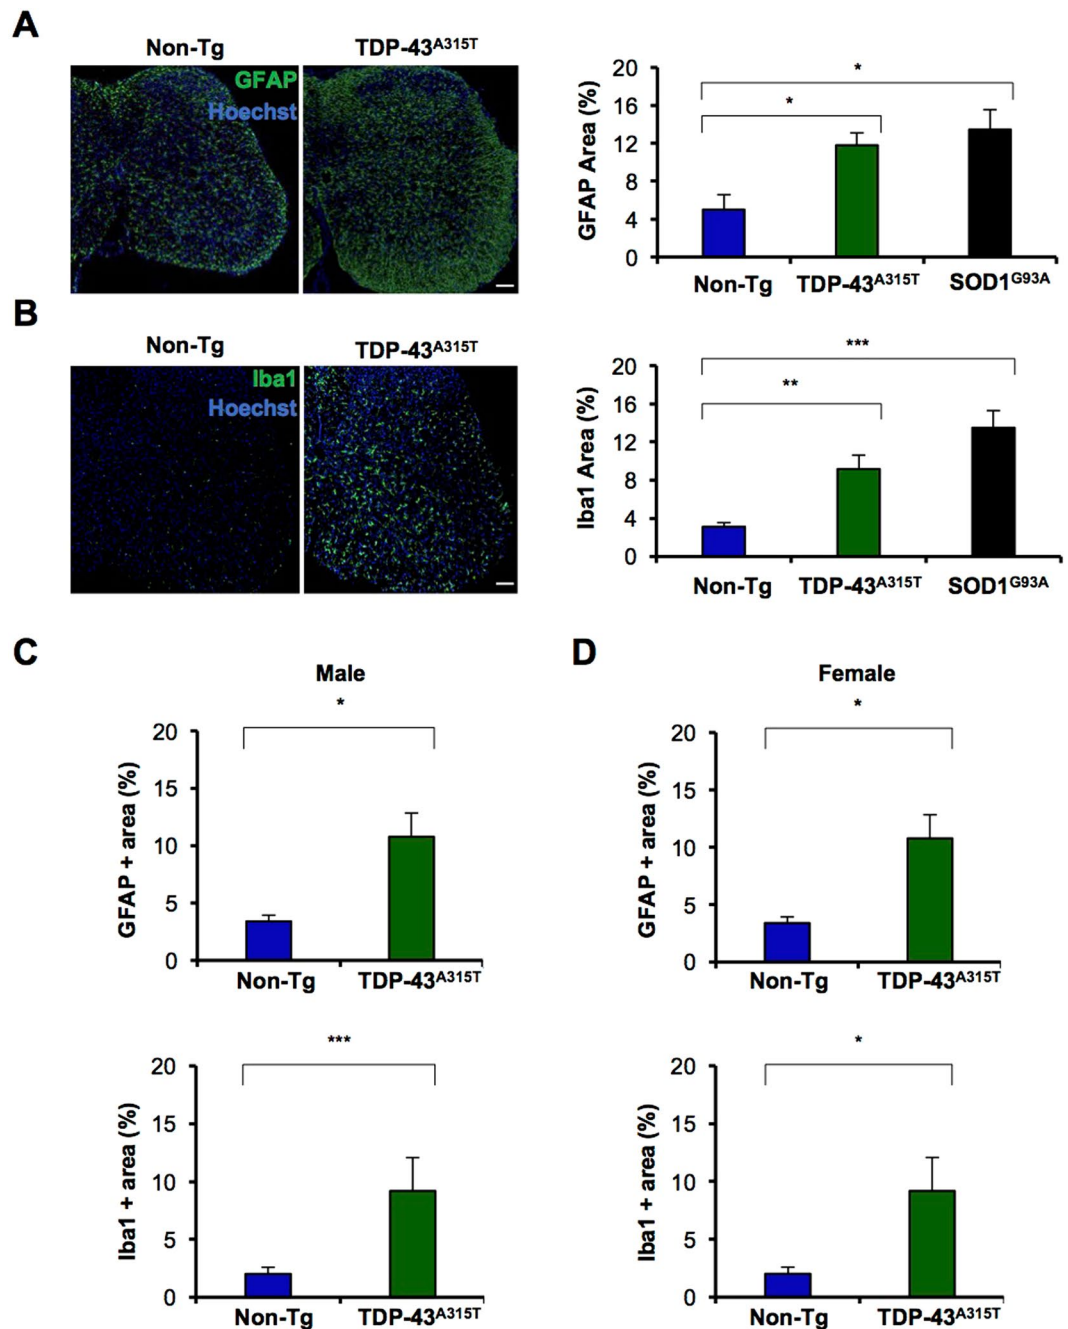 A
Non-Tg
TDP-43A315T
GFAP
Hoechst
GFAP Area (%)
20
16
12
8
4
0
*
*
Non-Tg
TDP-43A315T
SOD1G93A
B
Non-Tg
TDP-43A315T
Iba1
Hoechst
Iba1 Area (%)
20
16
12
8
4
0
***
**
Non-Tg
TDP-43A315T
SOD1G93A
C
Male
*
GFAP + area (%)
20
15
10
5
0
Non-Tg
TDP-43A315T
***
Iba1 + area (%)
20
15
10
5
0
Non-Tg
TDP-43A315T
D
Female
*
GFAP + area (%)
20
15
10
5
0
Non-Tg
TDP-43A315T
*
Iba1 + area (%)
20
15
10
5
0
Non-Tg
TDP-43A315T